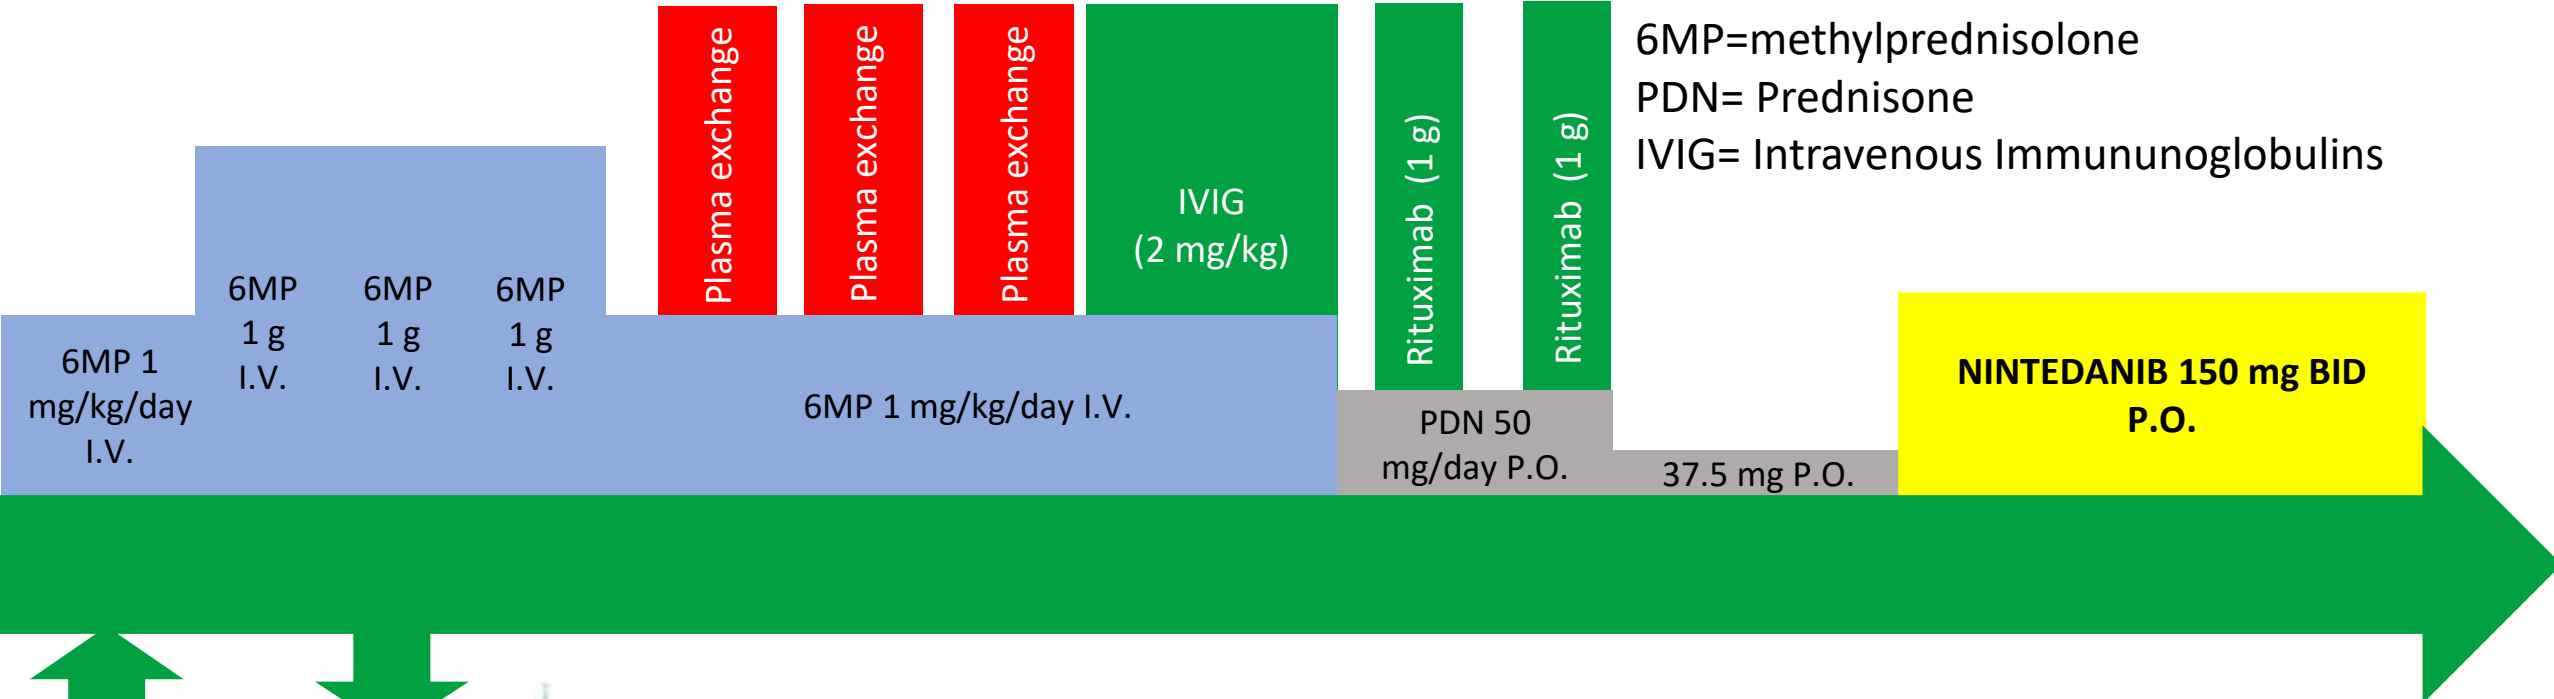 6MP 1
mg/kg/day
I.V.
6MP
1 g
I.V.
6MP
1 g
I.V.
6MP
1 g
I.V.
Plasma exchange
Plasma exchange
Plasma exchange
6MP 1 mg/kg/day I.V.
IVIG
(2 mg/kg)
Rituximab (1 g)
Rituximab (1 g)
PDN 50
mg/day P.O.
37.5 mg P.O.
NINTEDANIB 150 mg BID
P.O.
6MP=methylprednisolone
PDN= Prednisone
IVIG= Intravenous Immununoglobulins